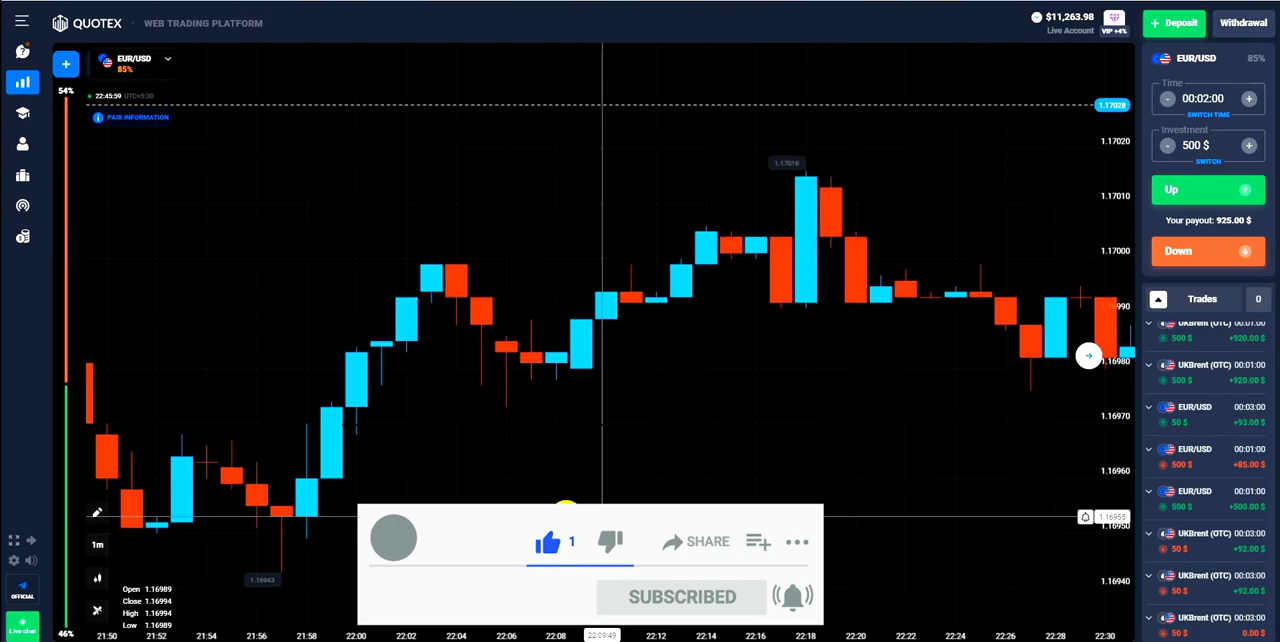 QUOTEX
WEB TRADING PLATFORM
$11,263.98
Live Account
VIP +4%
+ Deposit
Withdrawal
+
EUR/USD
85%
54%
22:45:59 UTC+5:30
PAIR INFORMATION
1.17028
1.17020
1.17016
1.17010
1.17000
1.16990
1.16980
1.16970
1.16960
1.16955
1.16950
1.16943
1.16940
EUR/USD 85%
Time
- 00:02:00 +
SWITCH TIME
Investment
- 500 $ +
SWITCH
Up
Your payout: 925.00 $
Down
Trades 0
UKBrent (OTC) 00:01:00
500 $ +920.00 $
UKBrent (OTC) 00:01:00
500 $ +920.00 $
EUR/USD 00:03:00
50 $ +93.00 $
EUR/USD 00:01:00
500 $ +85.00 $
EUR/USD 00:01:00
500 $ +500.00 $
UKBrent (OTC) 00:03:00
50 $ +92.00 $
UKBrent (OTC) 00:03:00
50 $ +92.00 $
UKBrent (OTC) 00:03:00
50 $ 0.00 $
1m
Open 1.16989
Close 1.16994
High 1.16994
Low 1.16989
1
SHARE
SUBSCRIBED
OFFICIAL
Live chat
46%
21:50 21:52 21:54 21:56 21:58 22:00 22:02 22:04 22:06 22:09:49 22:12 22:14 22:16 22:18 22:20 22:22 22:24 22:26 22:28 22:30